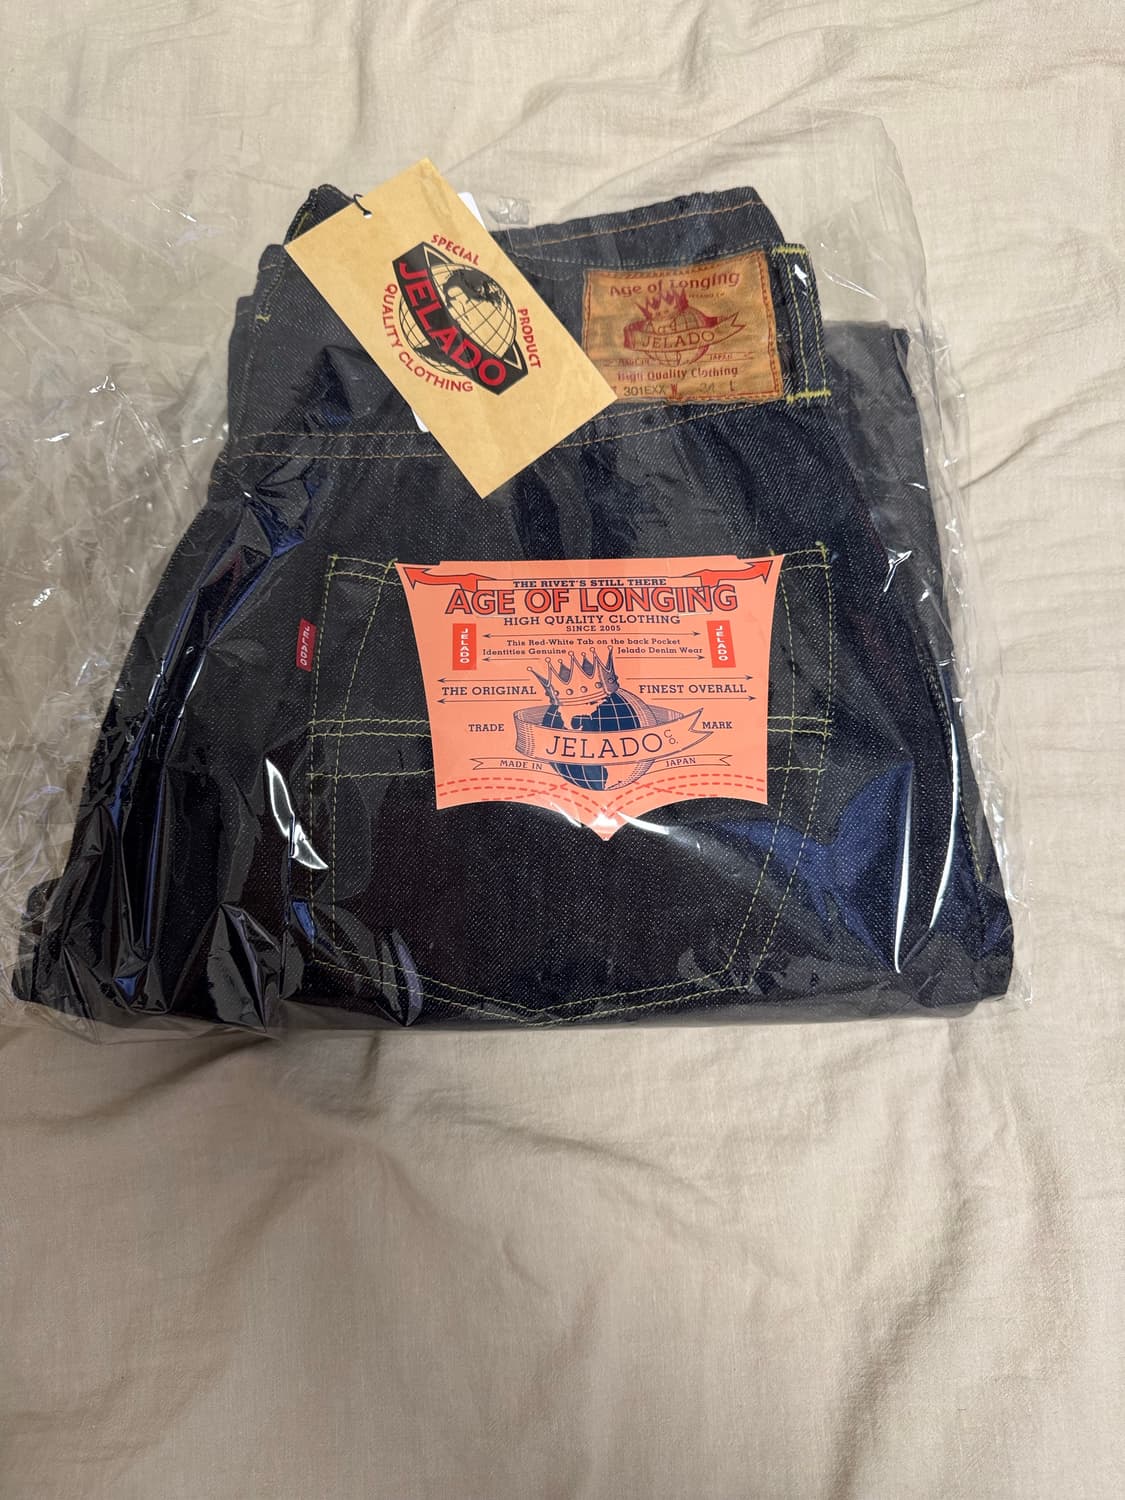 SPECIAL
PRODUCT
JELADO
QUALITY CLOTHING
Age of Longing
JELADO
JAPAN
High Quality Clothing
301EXX W 34 L
JELADO
THE RIVET'S STILL THERE
AGE OF LONGING
HIGH QUALITY CLOTHING
SINCE 2005
JELADO
This Red-White Tab on the back Pocket
Identities Genuine Jelado Denim Wear
JELADO
THE ORIGINAL FINEST OVERALL
TRADE MARK
JELADO CO.
MADE IN JAPAN